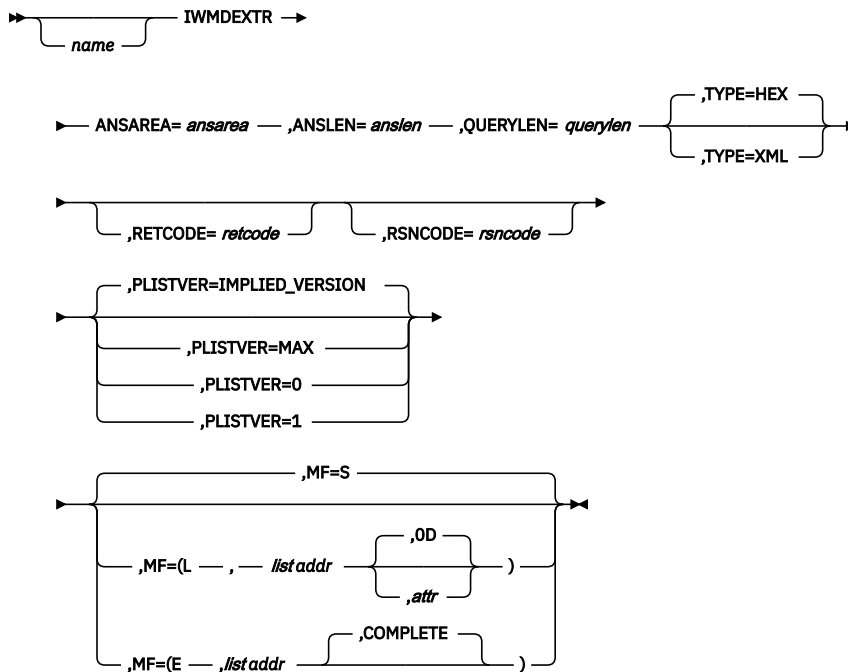 IWMDEXTR
name
,TYPE=HEX
ANSAREA= ansarea ,ANSLEN= anslen ,QUERYLEN= querylen
,TYPE=XML
,RETCODE= retcode ,RSNCODE= rsncode
,PLISTVER=IMPLIED_VERSION
,PLISTVER=MAX
,PLISTVER=0
,PLISTVER=1
,MF=S
,0D
,MF=(L , list addr )
,attr
,COMPLETE
,MF=(E ,list addr )